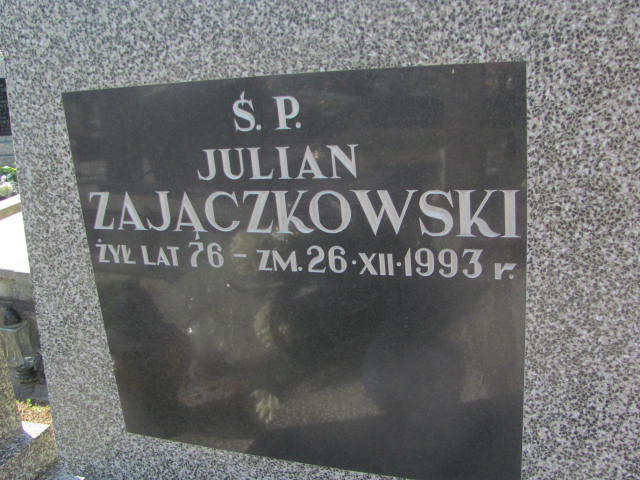 Ś. P.
JULIAN
ZAJĄCZKOWSKI
ŻYŁ LAT 76 - ZM. 26·XII·1993 r.